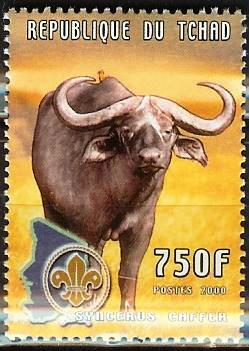 REPUBLIQUE DU TCHAD
750F
POSTES 2000
SYNCERUS CAFFER